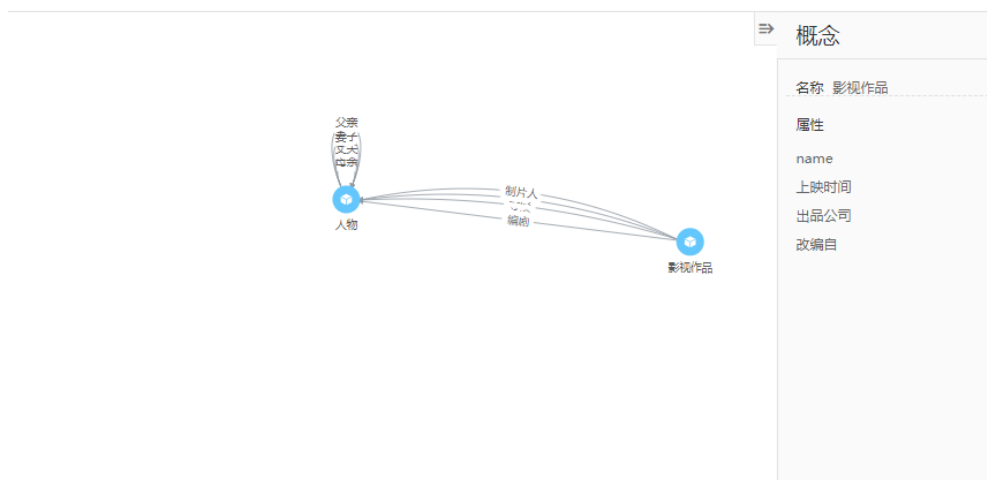 概念
名称 影视作品
属性
name
上映时间
出品公司
改编自
父亲
妻子
丈夫
母亲
人物
制片人
编剧
影视作品